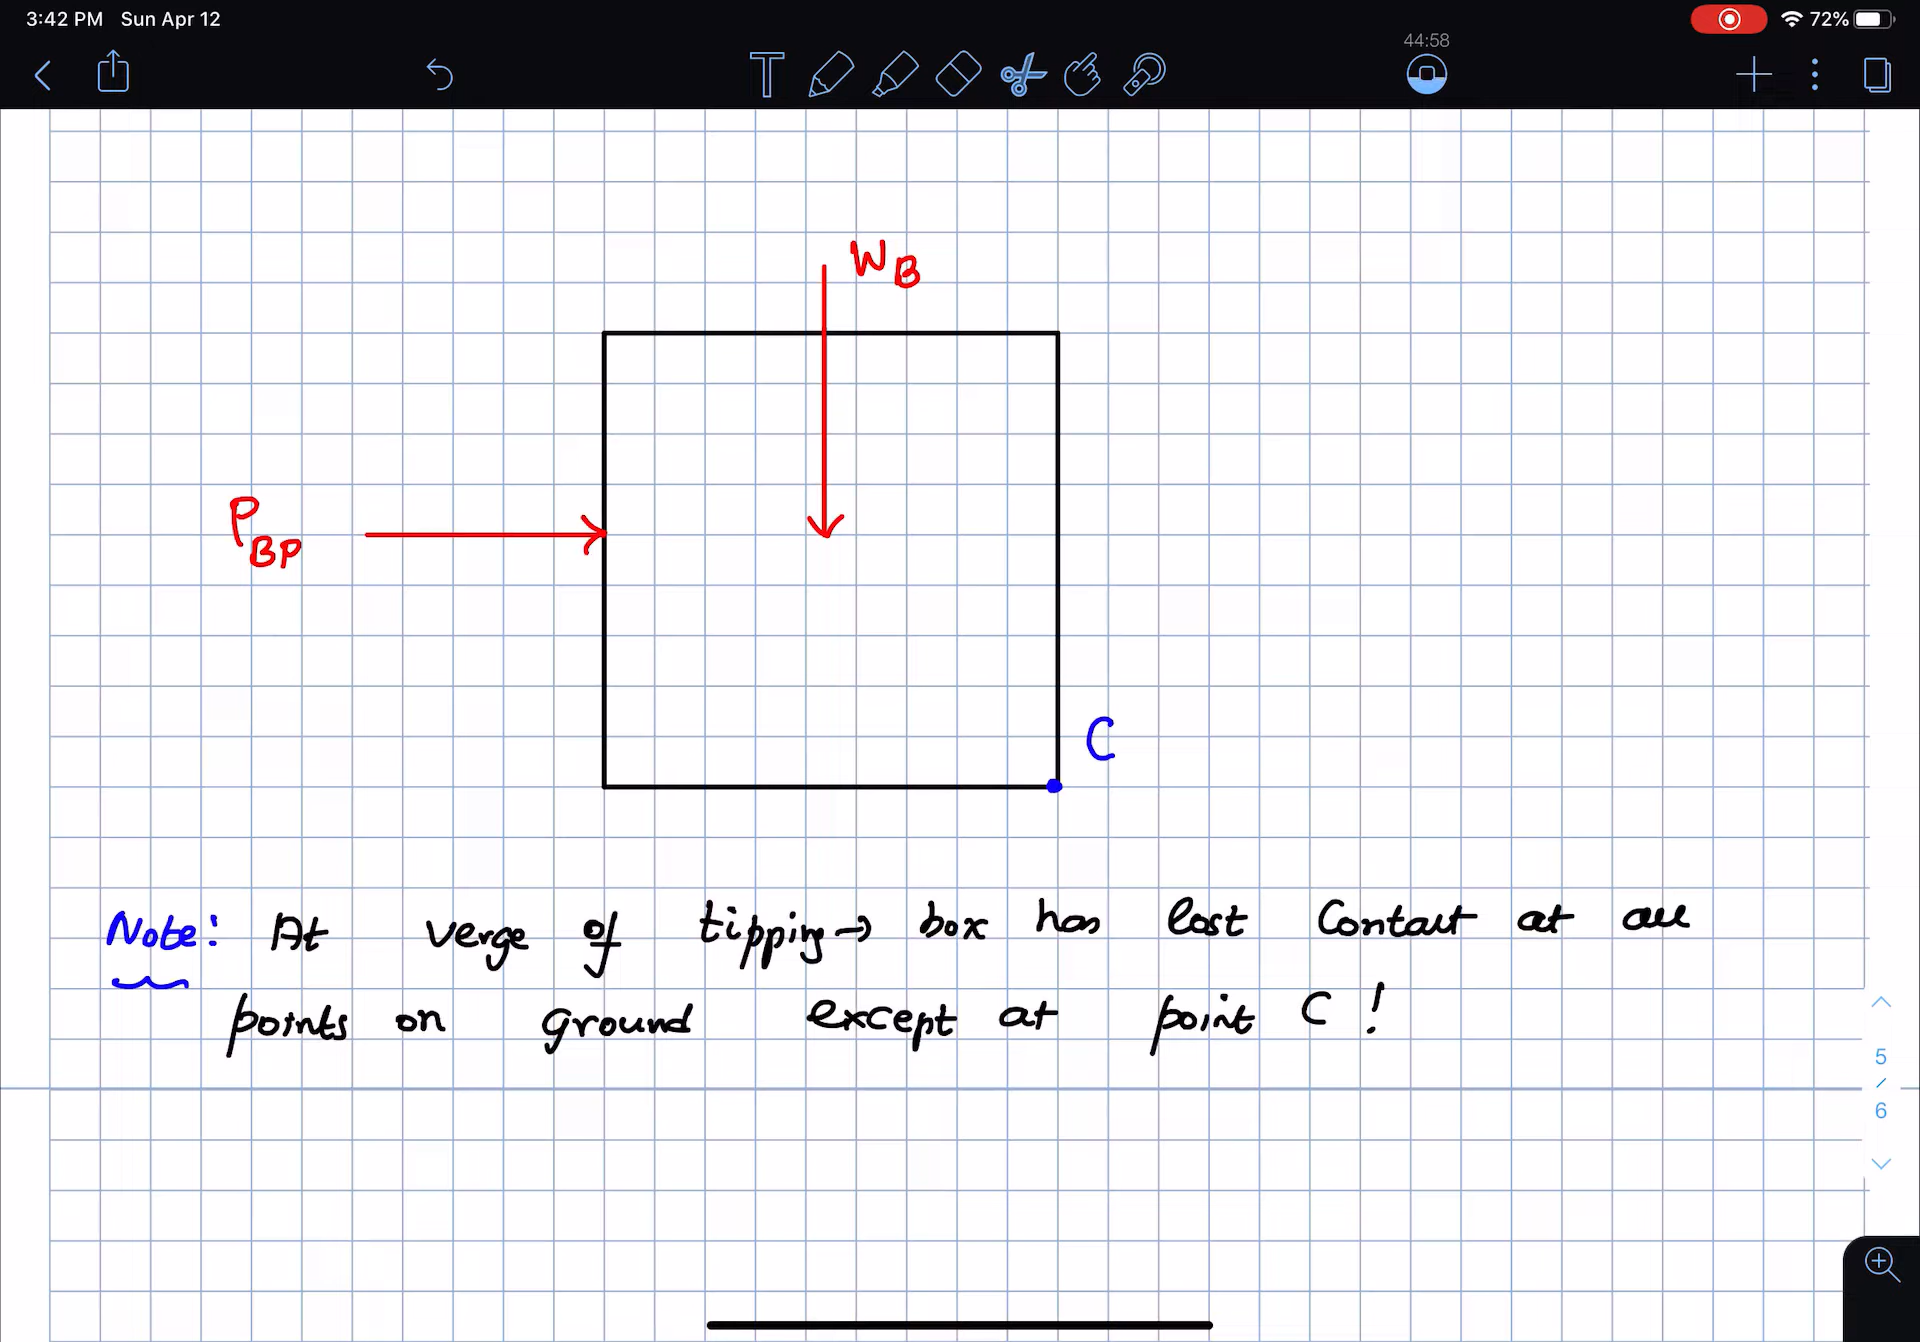 3:42 PM Sun Apr 12
72%
44:58
T
W_B
P_BP
C
Note: At verge of tipping → box has lost Contact at all
points on ground except at point C!
5
/
6